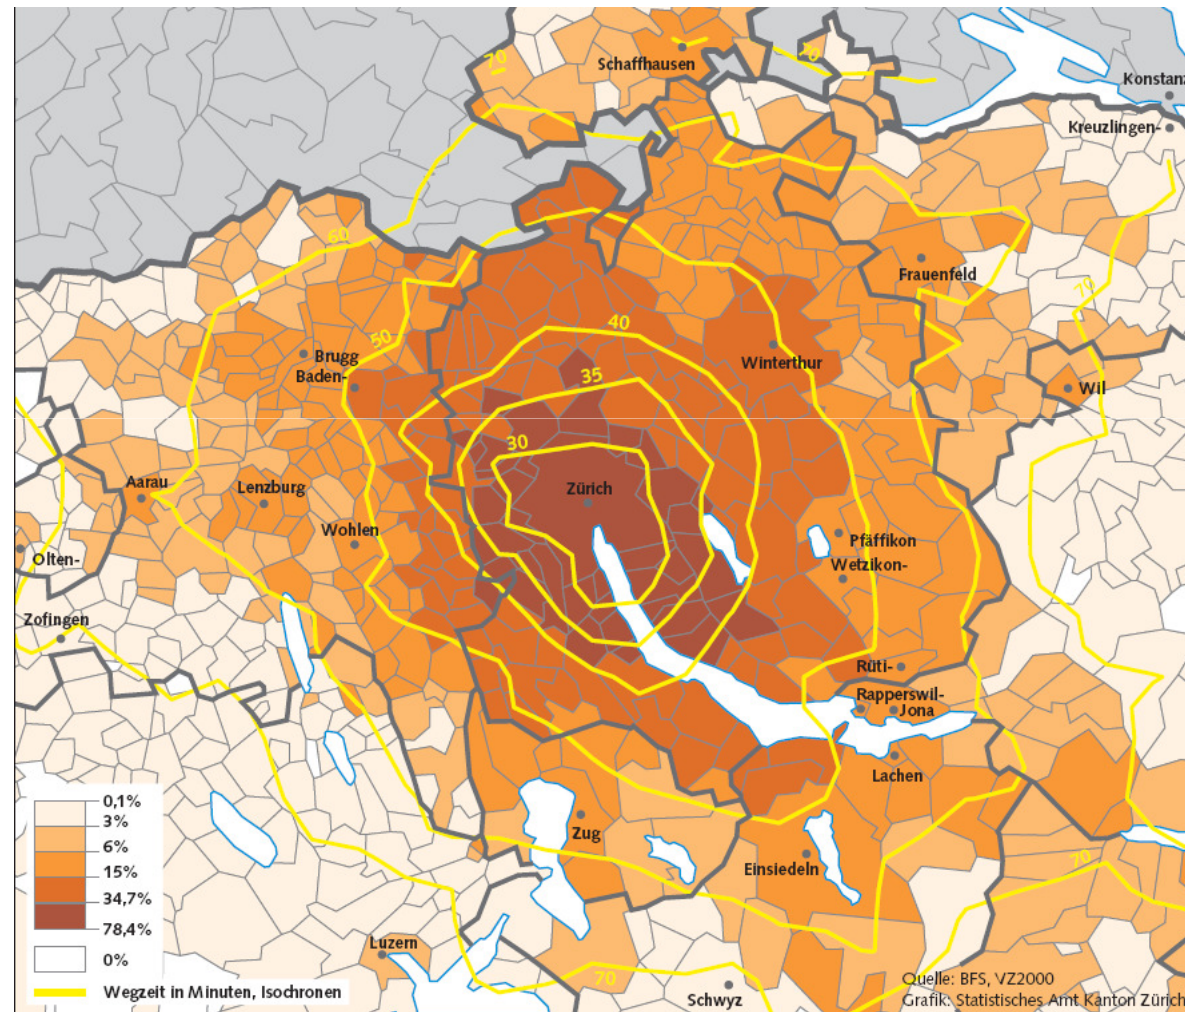 70
70
Schaffhausen
Konstanz
Kreuzlingen-
60
Frauenfeld
70
50
40
Brugg
Winterthur
Baden-
35
Wil
30
Aarau
Lenzburg
Zürich
Wohlen
Pfäffikon
Olten-
Wetzikon-
Zofingen
Rüti-
Rapperswil-
Jona
Lachen
0,1%
3%
6%
15%
34,7%
78,4%
0%
Wegzeit in Minuten, Isochronen
Zug
Einsiedeln
70
Luzern
70
Schwyz
Quelle: BFS, VZ2000
Grafik: Statistisches Amt Kanton Zürich